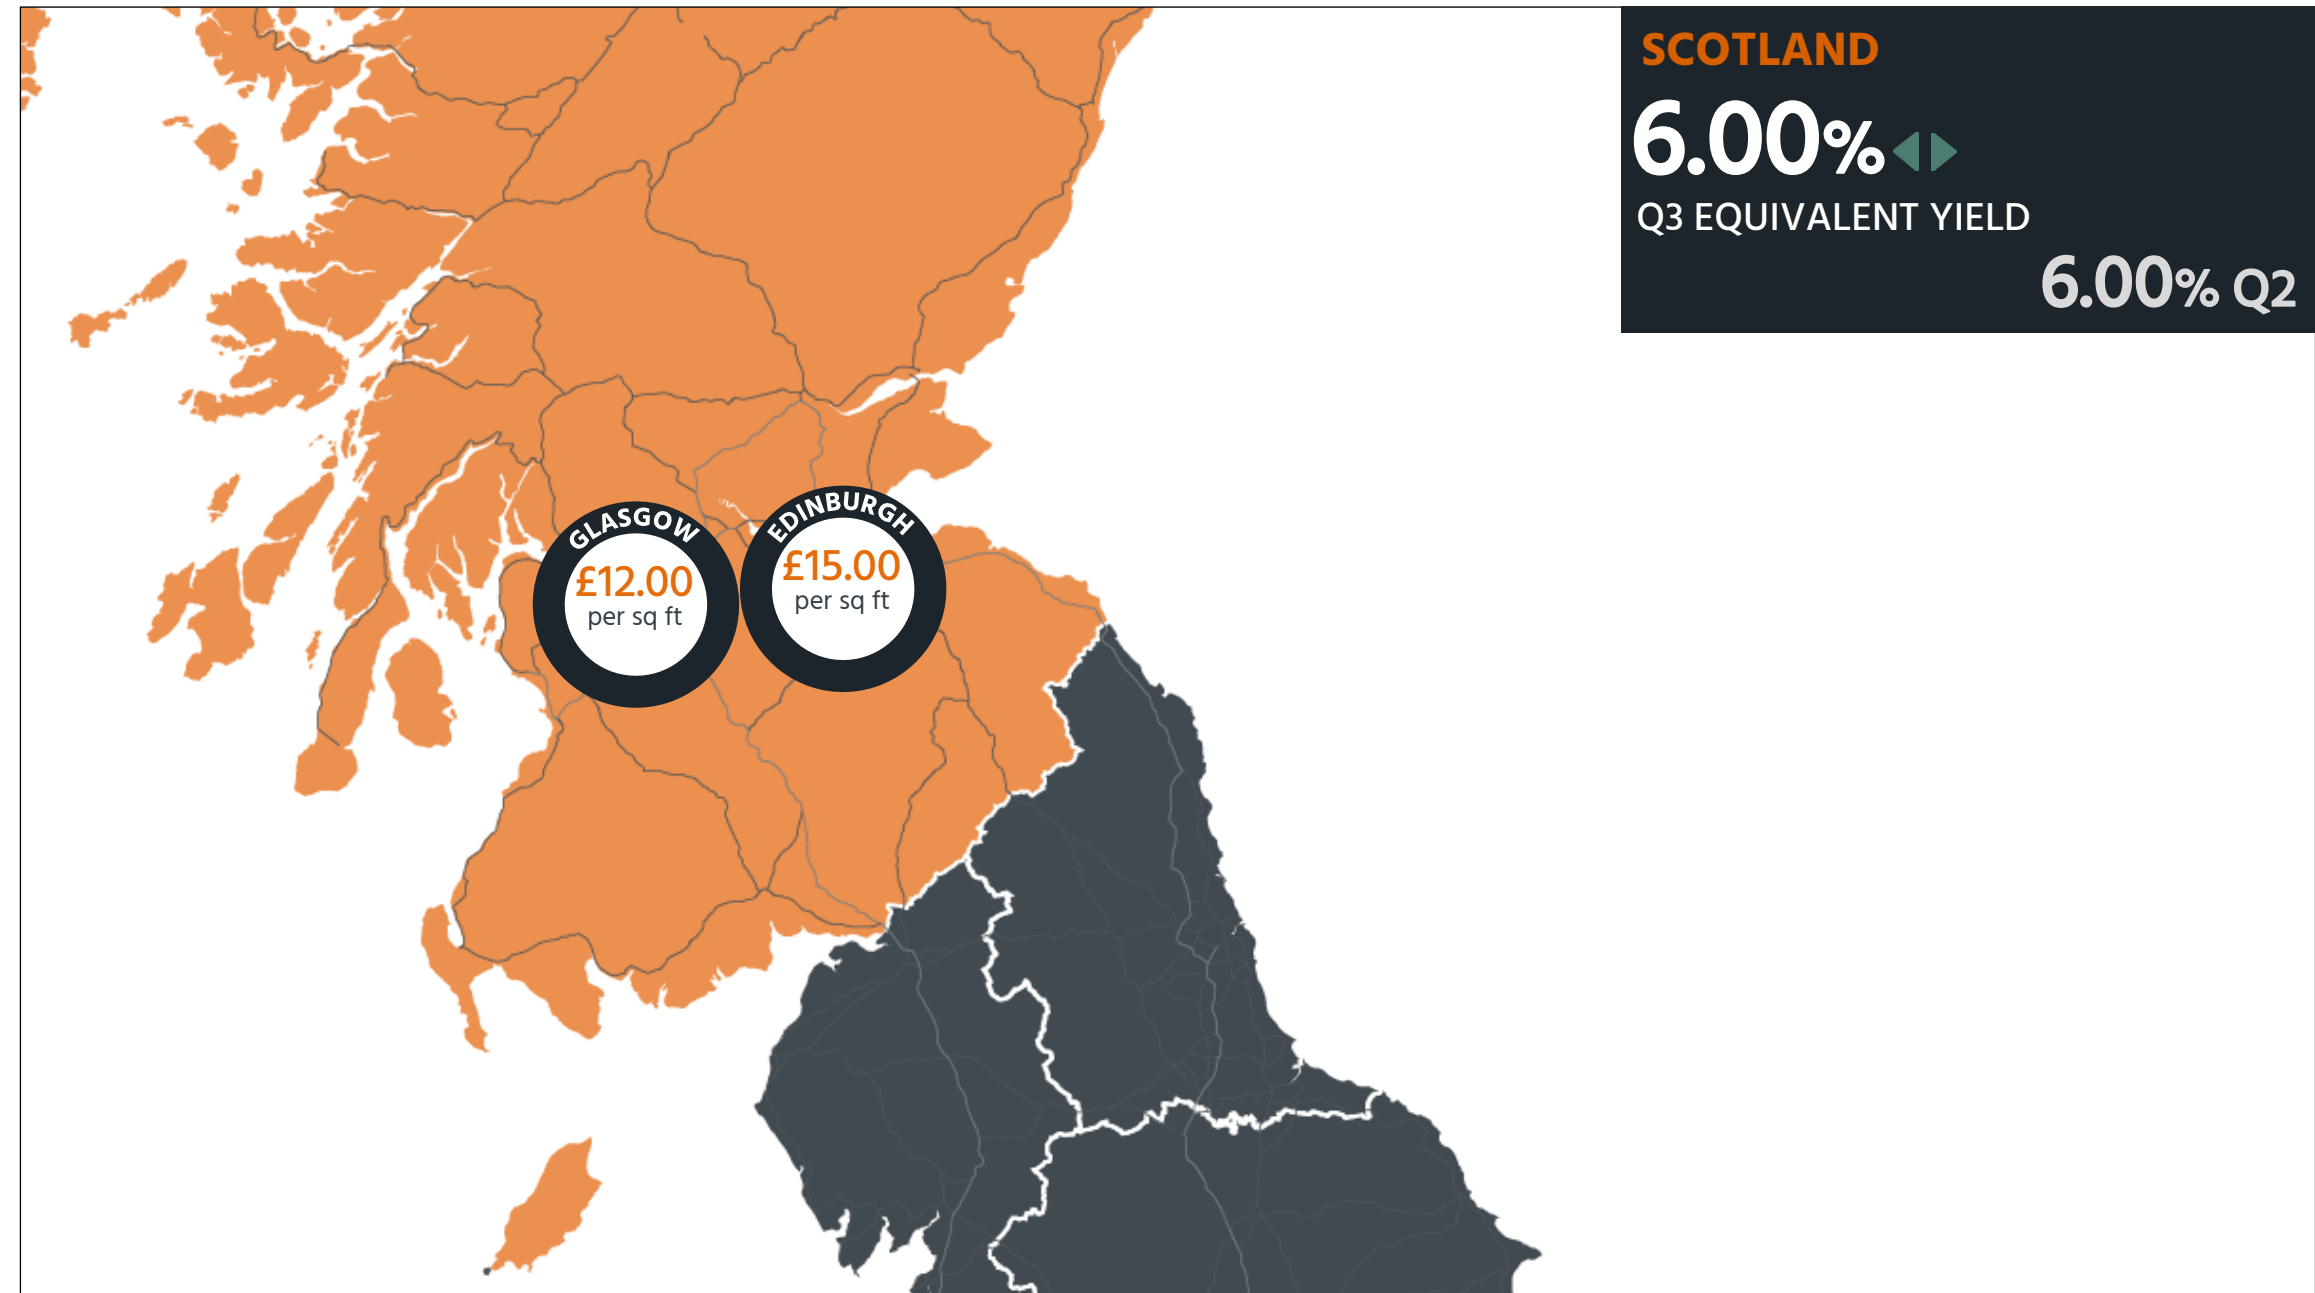 SCOTLAND
6.00%
Q3 EQUIVALENT YIELD
6.00% Q2
GLASGOW
£12.00
per sq ft
EDINBURGH
£15.00
per sq ft